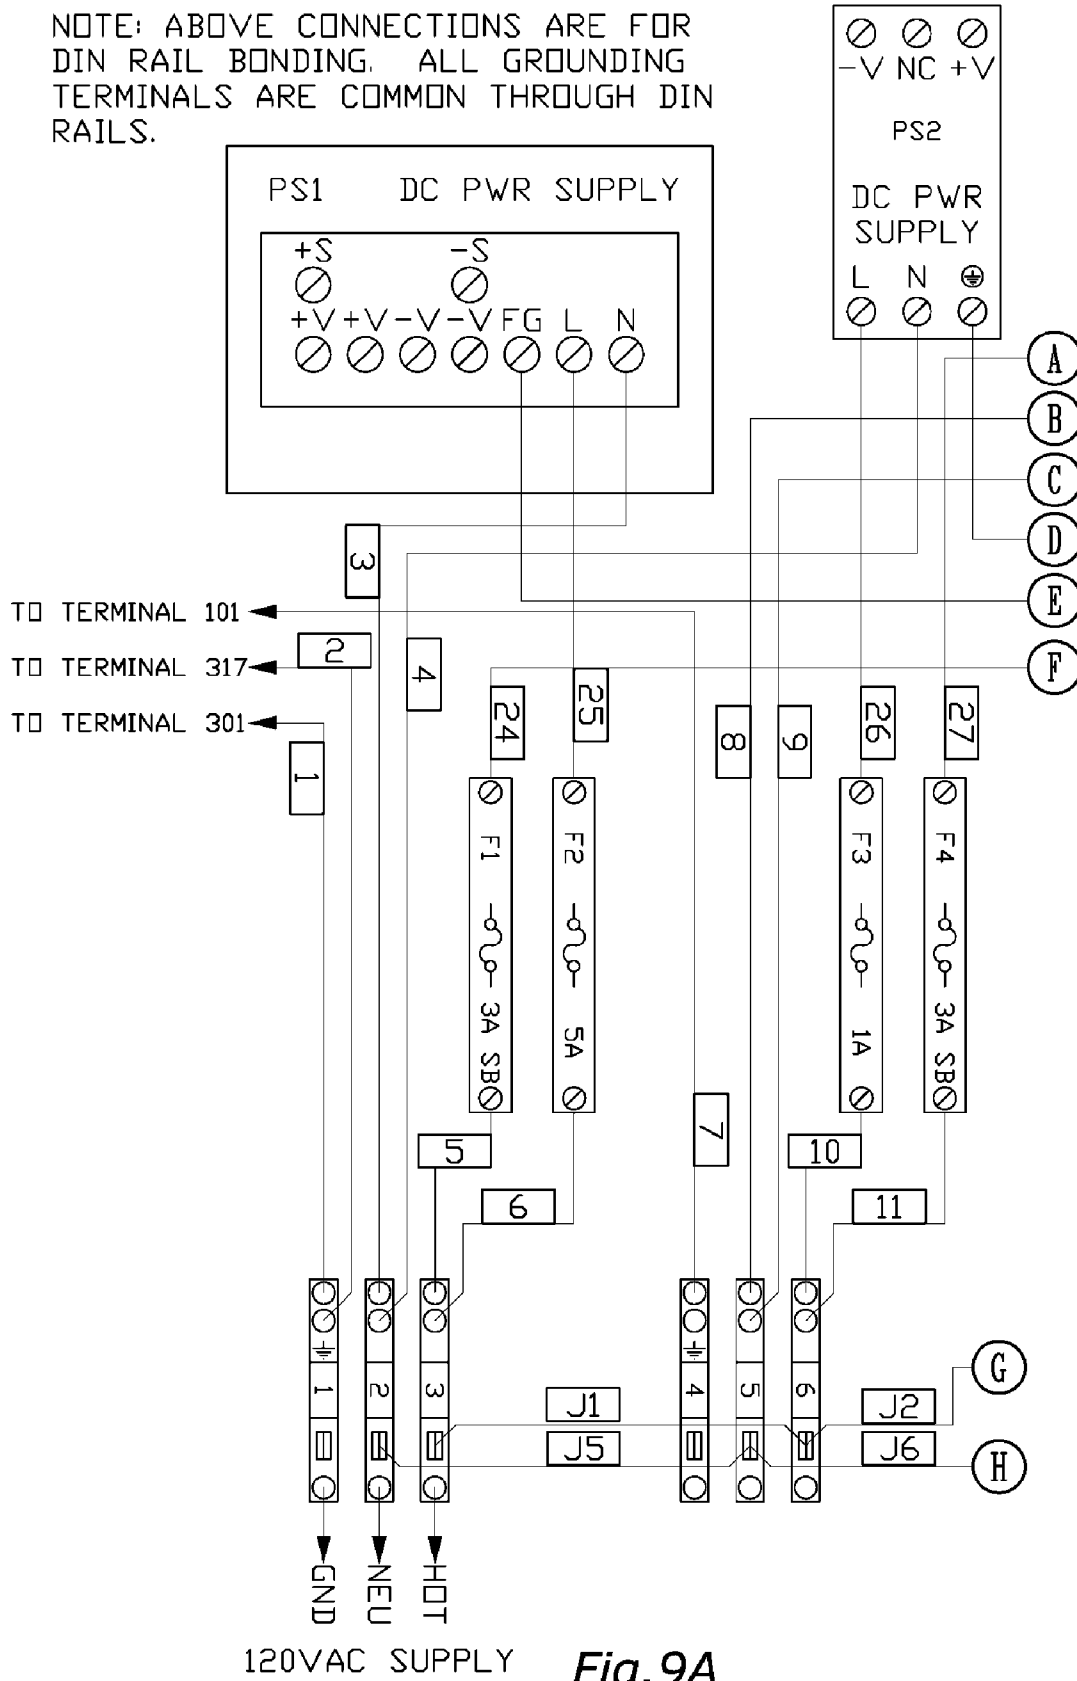 NOTE: ABOVE CONNECTIONS ARE FOR
DIN RAIL BONDING. ALL GROUNDING
TERMINALS ARE COMMON THROUGH DIN
RAILS.
-V NC +V
PS2
DC PWR
SUPPLY
L N
PS1 DC PWR SUPPLY
+S -S
+V +V -V -V FG L N
A
B
C
D
E
F
3
TO TERMINAL 101
2
TO TERMINAL 317
4
TO TERMINAL 301
1
24
25
8
9
26
27
F1
3A SB
F2
5A
F3
1A
F4
3A SB
7
5
10
6
11
1
2
3
4
5
6
J1
J2
G
J5
J6
H
GND
NEU
HOT
120VAC SUPPLY
Fig. 9A